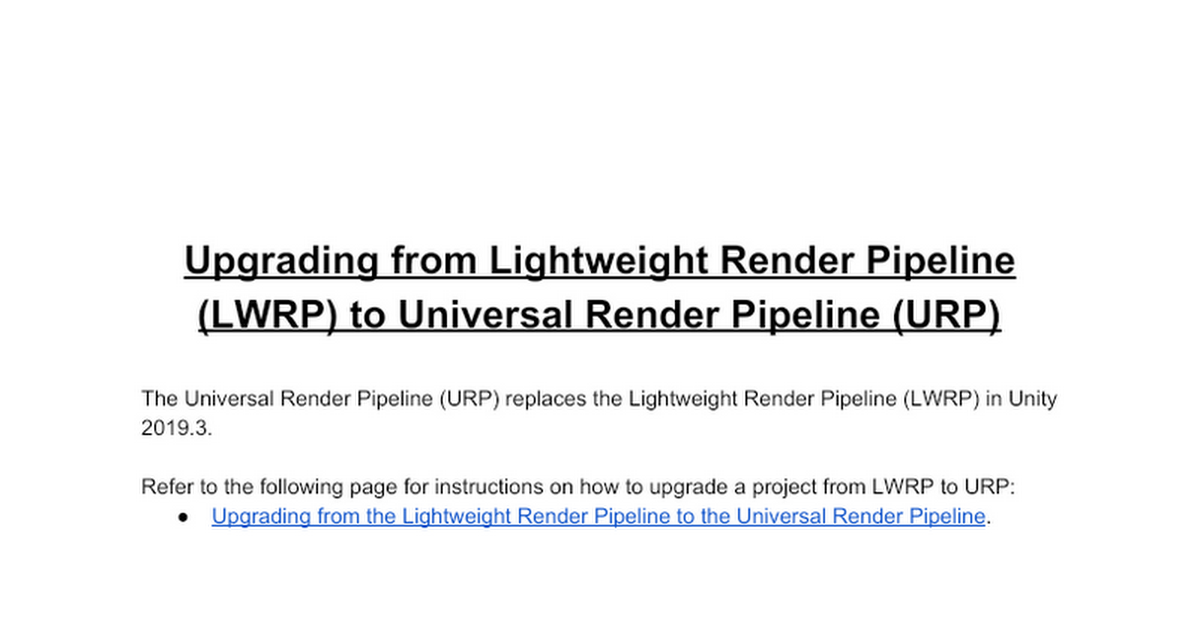 Upgrading from Lightweight Render Pipeline
(LWRP) to Universal Render Pipeline (URP)
The Universal Render Pipeline (URP) replaces the Lightweight Render Pipeline (LWRP) in Unity
2019.3.
Refer to the following page for instructions on how to upgrade a project from LWRP to URP:
● Upgrading from the Lightweight Render Pipeline to the Universal Render Pipeline.